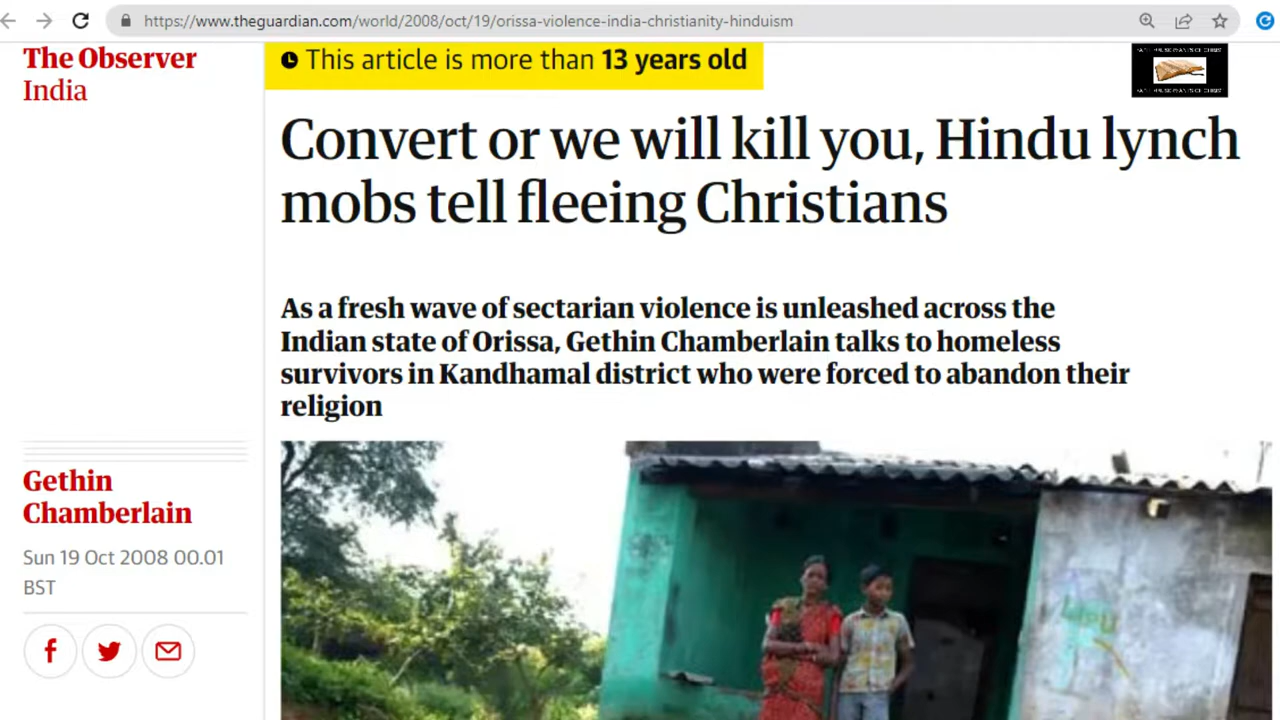 https://www.theguardian.com/world/2008/oct/19/orissa-violence-india-christianity-hinduism
The Observer
India
This article is more than 13 years old
Convert or we will kill you, Hindu lynch
mobs tell fleeing Christians
As a fresh wave of sectarian violence is unleashed across the
Indian state of Orissa, Gethin Chamberlain talks to homeless
survivors in Kandhamal district who were forced to abandon their
religion
Gethin
Chamberlain
Sun 19 Oct 2008 00.01
BST